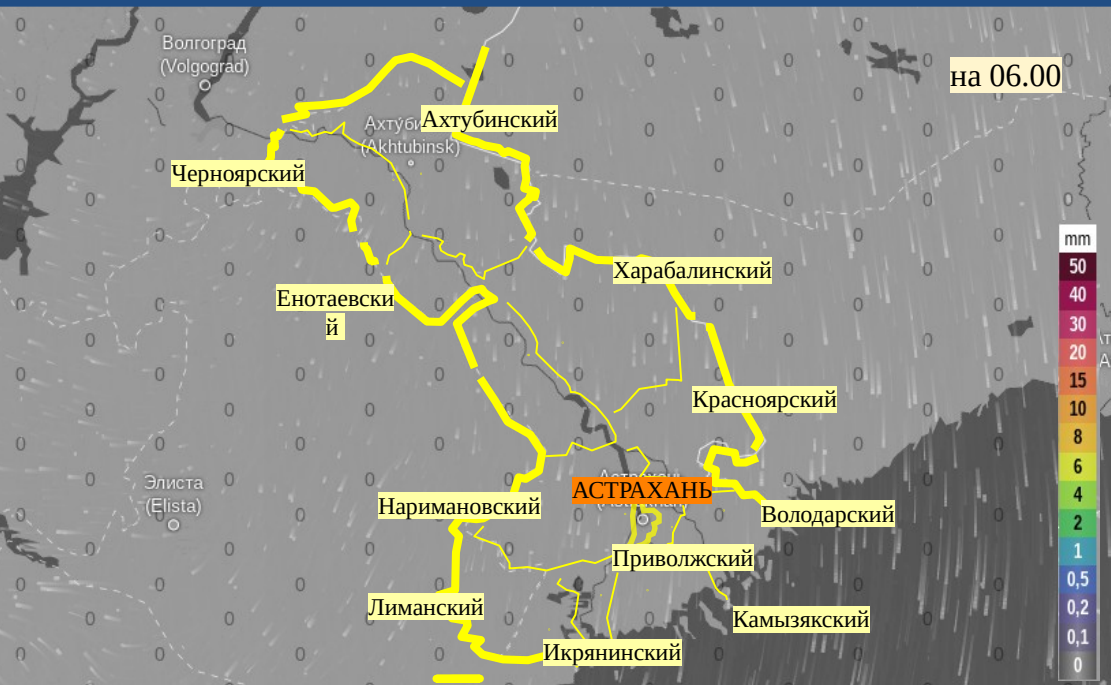 Волгоград
(Volgograd)
на 06.00
Ахтубинский
(Akhtubinsk)
Черноярский
mm
50
40
30
20
15
10
8
6
4
2
1
0,5
0,2
0,1
0
Харабалинский
Енотаевски
й
Красноярский
Элиста
(Elista)
АСТРАХАНЬ
Наримановский
Володарский
Приволжский
Лиманский
Камызякский
Икрянинский